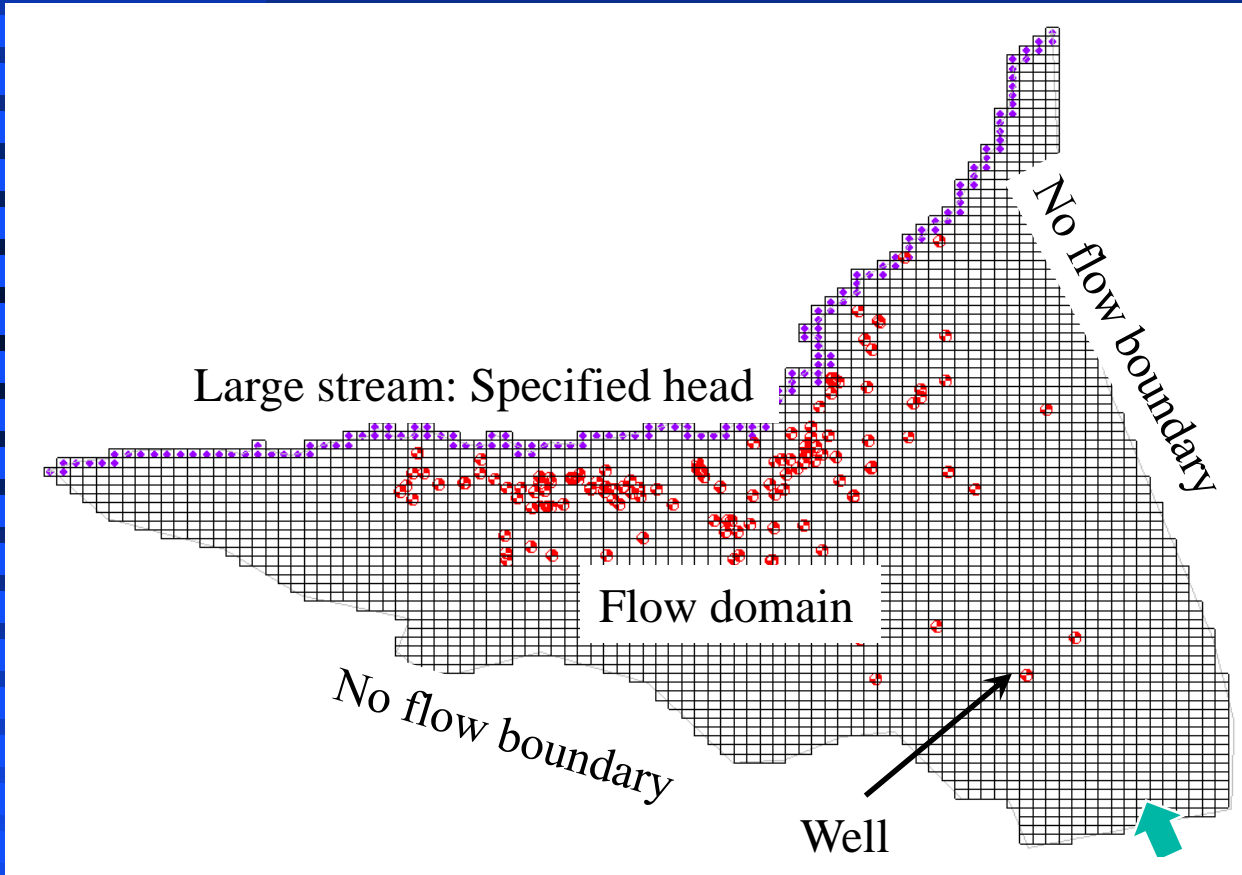 No flow boundary
Large stream: Specified head
Flow domain
No flow boundary
Well